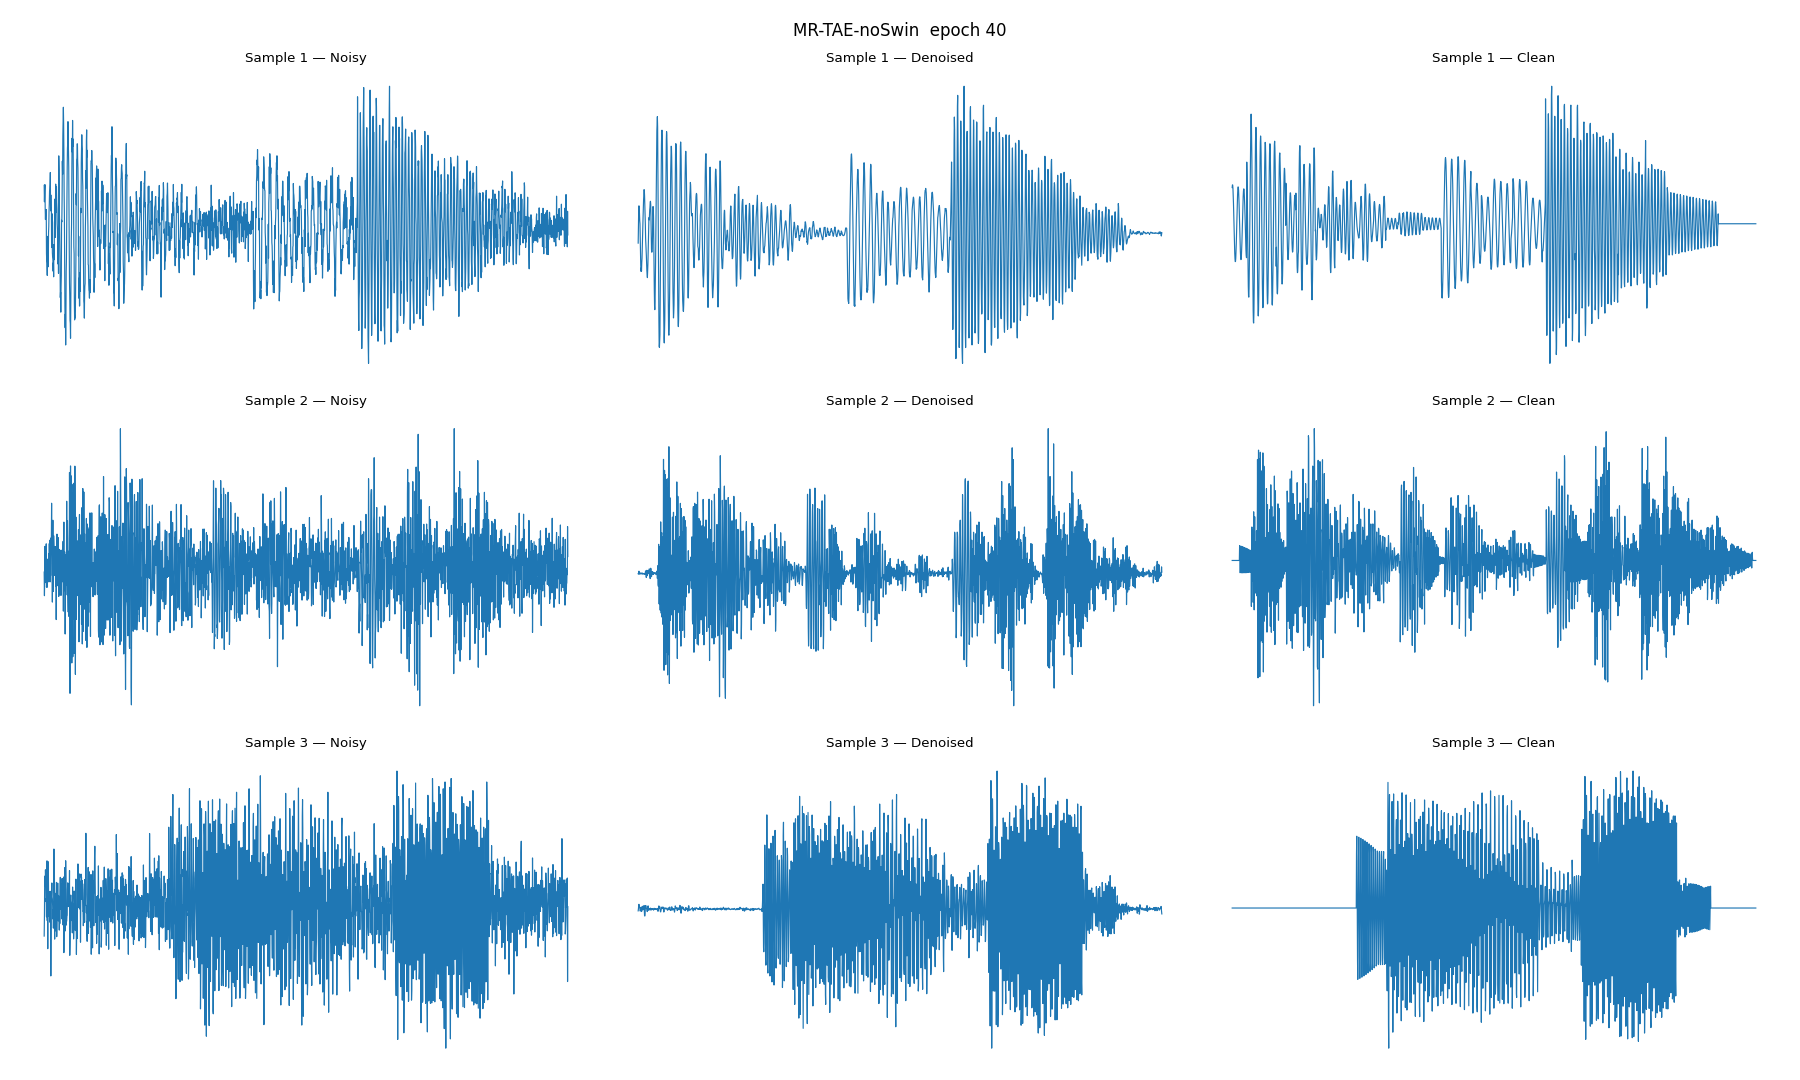 MR-TAE-noSwin  epoch 40
Sample 1 — Noisy
Sample 1 — Denoised
Sample 1 — Clean
Sample 2 — Noisy
Sample 2 — Denoised
Sample 2 — Clean
Sample 3 — Noisy
Sample 3 — Denoised
Sample 3 — Clean